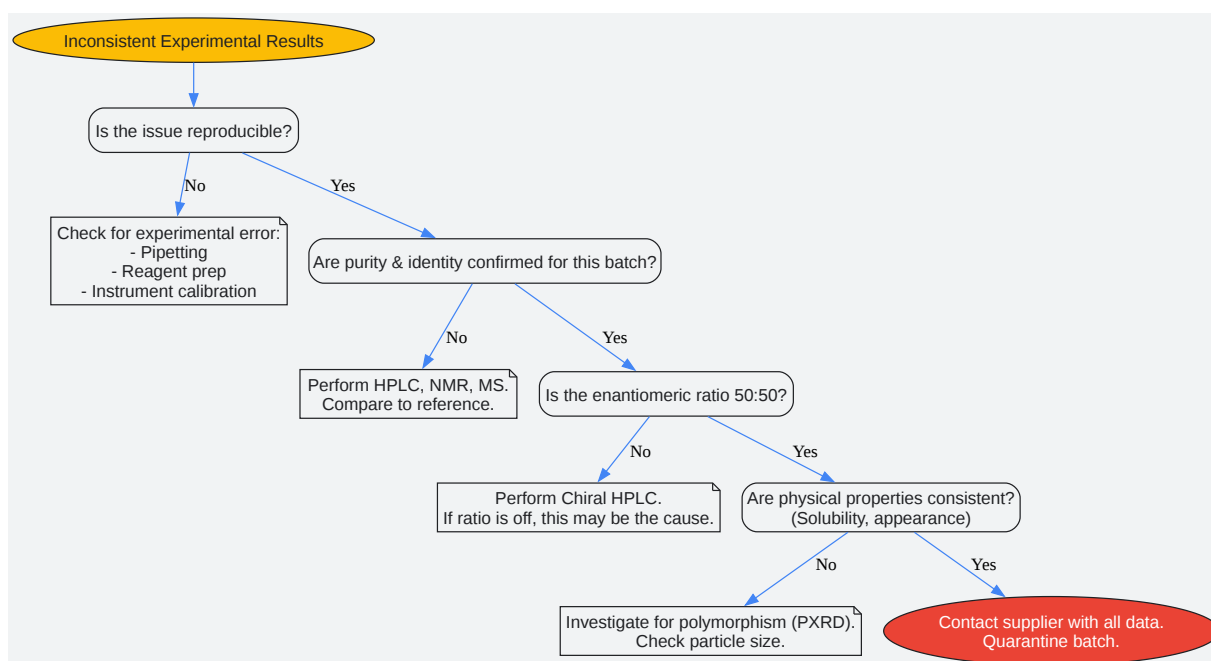 Inconsistent Experimental Results
Is the issue reproducible?
No
Yes
Check for experimental error:
- Pipetting
- Reagent prep
- Instrument calibration
Are purity & identity confirmed for this batch?
No
Yes
Perform HPLC, NMR, MS.
Compare to reference.
Is the enantiomeric ratio 50:50?
No
Yes
Perform Chiral HPLC.
If ratio is off, this may be the cause.
Are physical properties consistent?
(Solubility, appearance)
No
Yes
Investigate for polymorphism (PXRD).
Check particle size.
Contact supplier with all data.
Quarantine batch.